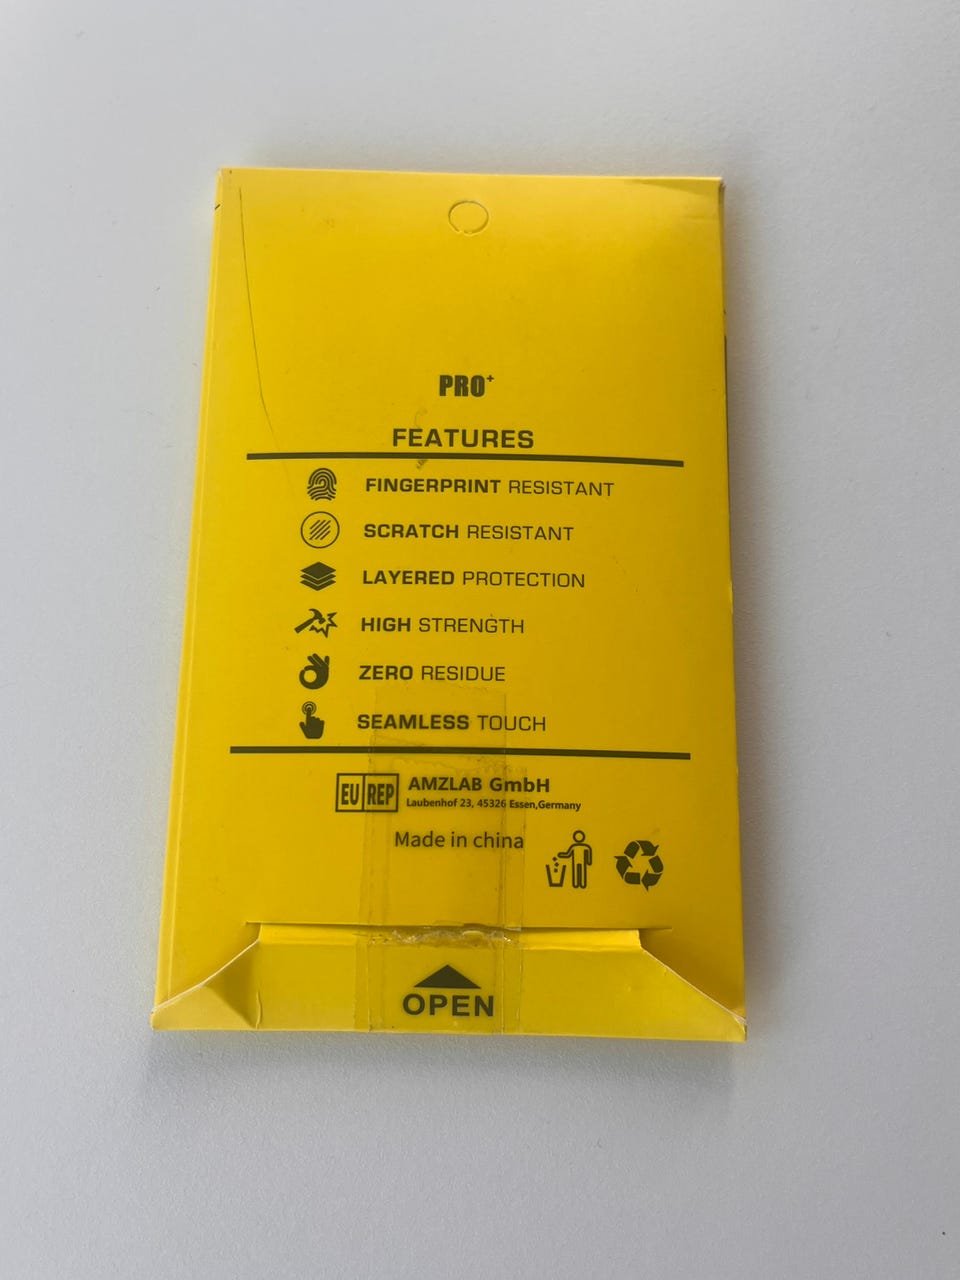 PRO+
FEATURES
FINGERPRINT RESISTANT
SCRATCH RESISTANT
LAYERED PROTECTION
HIGH STRENGTH
ZERO RESIDUE
SEAMLESS TOUCH
EU REP AMZLAB GmbH
Laubenhof 23, 45326 Essen,Germany
Made in china
OPEN